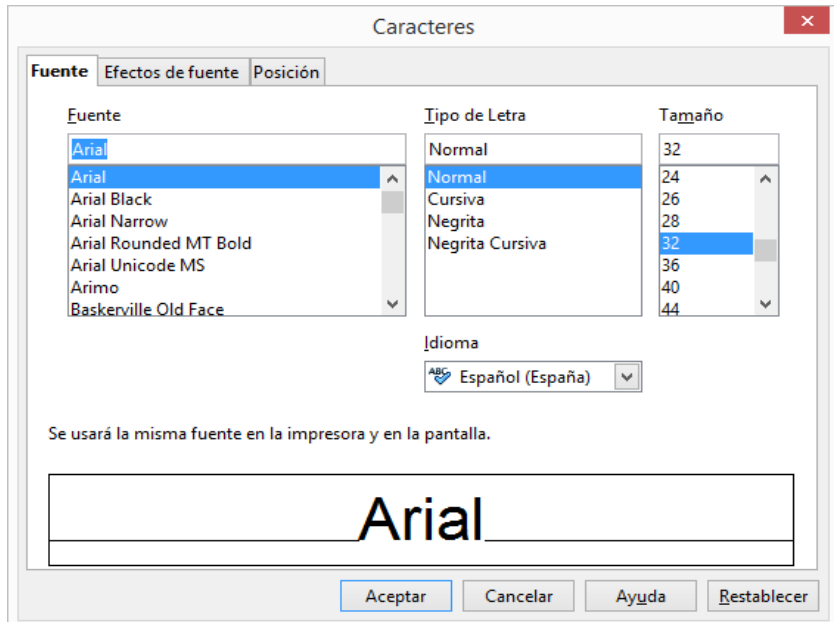 Caracteres
Fuente Efectos de fuente Posición
Fuente Tipo de Letra Tamaño
Arial Normal 32
Arial Normal 24
Arial Black Cursiva 26
Arial Narrow Negrita 28
Arial Rounded MT Bold Negrita Cursiva 32
Arial Unicode MS 36
Arimo 40
Baskerville Old Face 44
Idioma
ABC Español (España)
Se usará la misma fuente en la impresora y en la pantalla.
Arial
Aceptar Cancelar Ayuda Restablecer